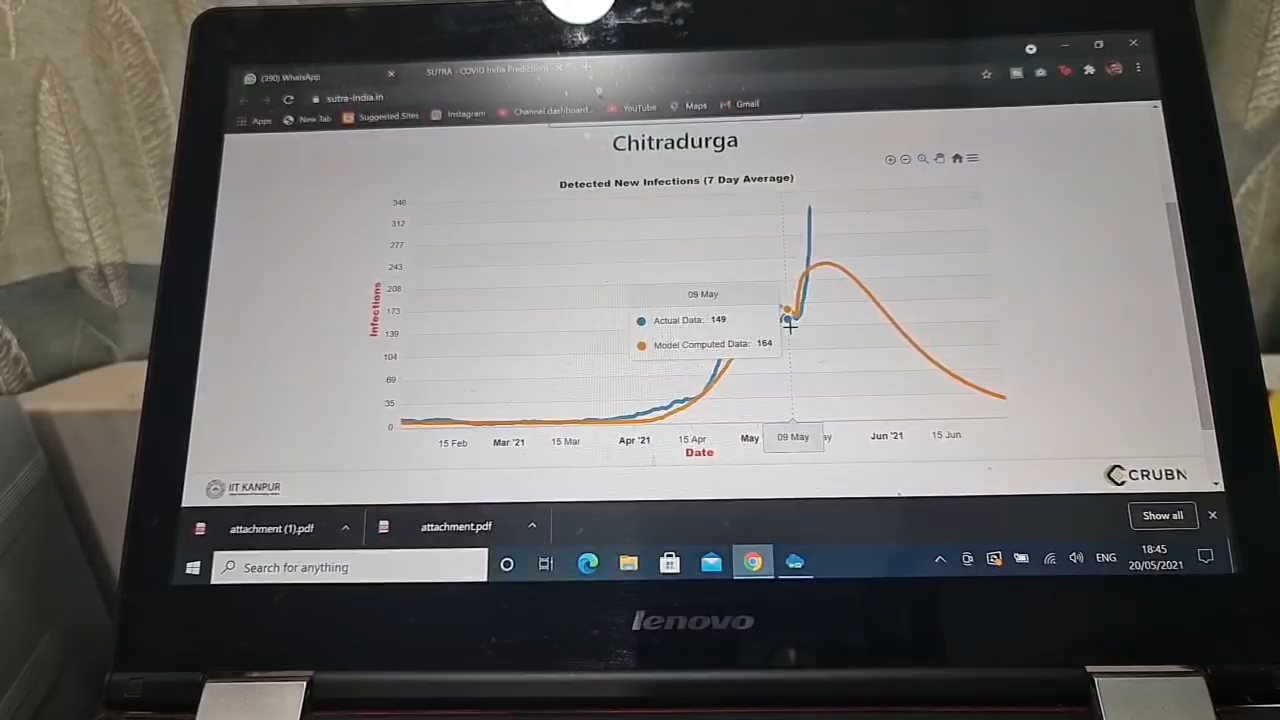 (390) WhatsApp
SUTRA - COVID India Predictions
sutra-india.in
Apps
New Tab
Suggested Sites
Instagram
Channel dashboard...
YouTube
Maps
Gmail
Chitradurga
Detected New Infections (7 Day Average)
346
312
277
243
208
173
139
104
69
35
0
Infections
09 May
Actual Data: 149
Model Computed Data: 164
15 Feb
Mar '21
15 Mar
Apr '21
15 Apr
May
09 May
Jun '21
15 Jun
Date
IIT KANPUR
CRUBN
attachment (1).pdf
attachment.pdf
Show all
Search for anything
ENG
18:45
20/05/2021
lenovo